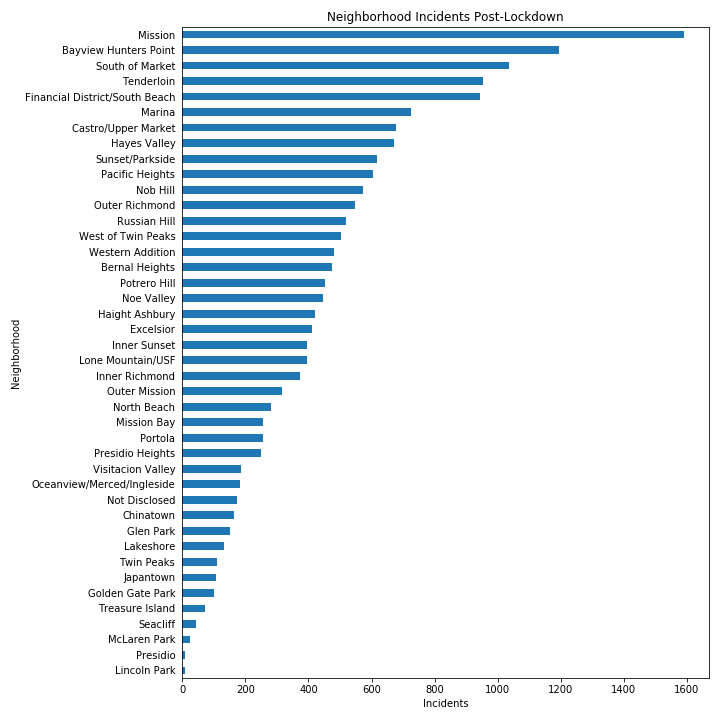 Neighborhood Incidents Post-Lockdown
Mission
Bayview Hunters Point
South of Market
Tenderloin
Financial District/South Beach
Marina
Castro/Upper Market
Hayes Valley
Sunset/Parkside
Pacific Heights
Nob Hill
Outer Richmond
Russian Hill
West of Twin Peaks
Western Addition
Bernal Heights
Potrero Hill
Noe Valley
Haight Ashbury
Excelsior
Inner Sunset
Lone Mountain/USF
Inner Richmond
Outer Mission
North Beach
Mission Bay
Portola
Presidio Heights
Visitacion Valley
Oceanview/Merced/Ingleside
Not Disclosed
Chinatown
Glen Park
Lakeshore
Twin Peaks
Japantown
Golden Gate Park
Treasure Island
Seacliff
McLaren Park
Presidio
Lincoln Park
Neighborhood
0 200 400 600 800 1000 1200 1400 1600
Incidents